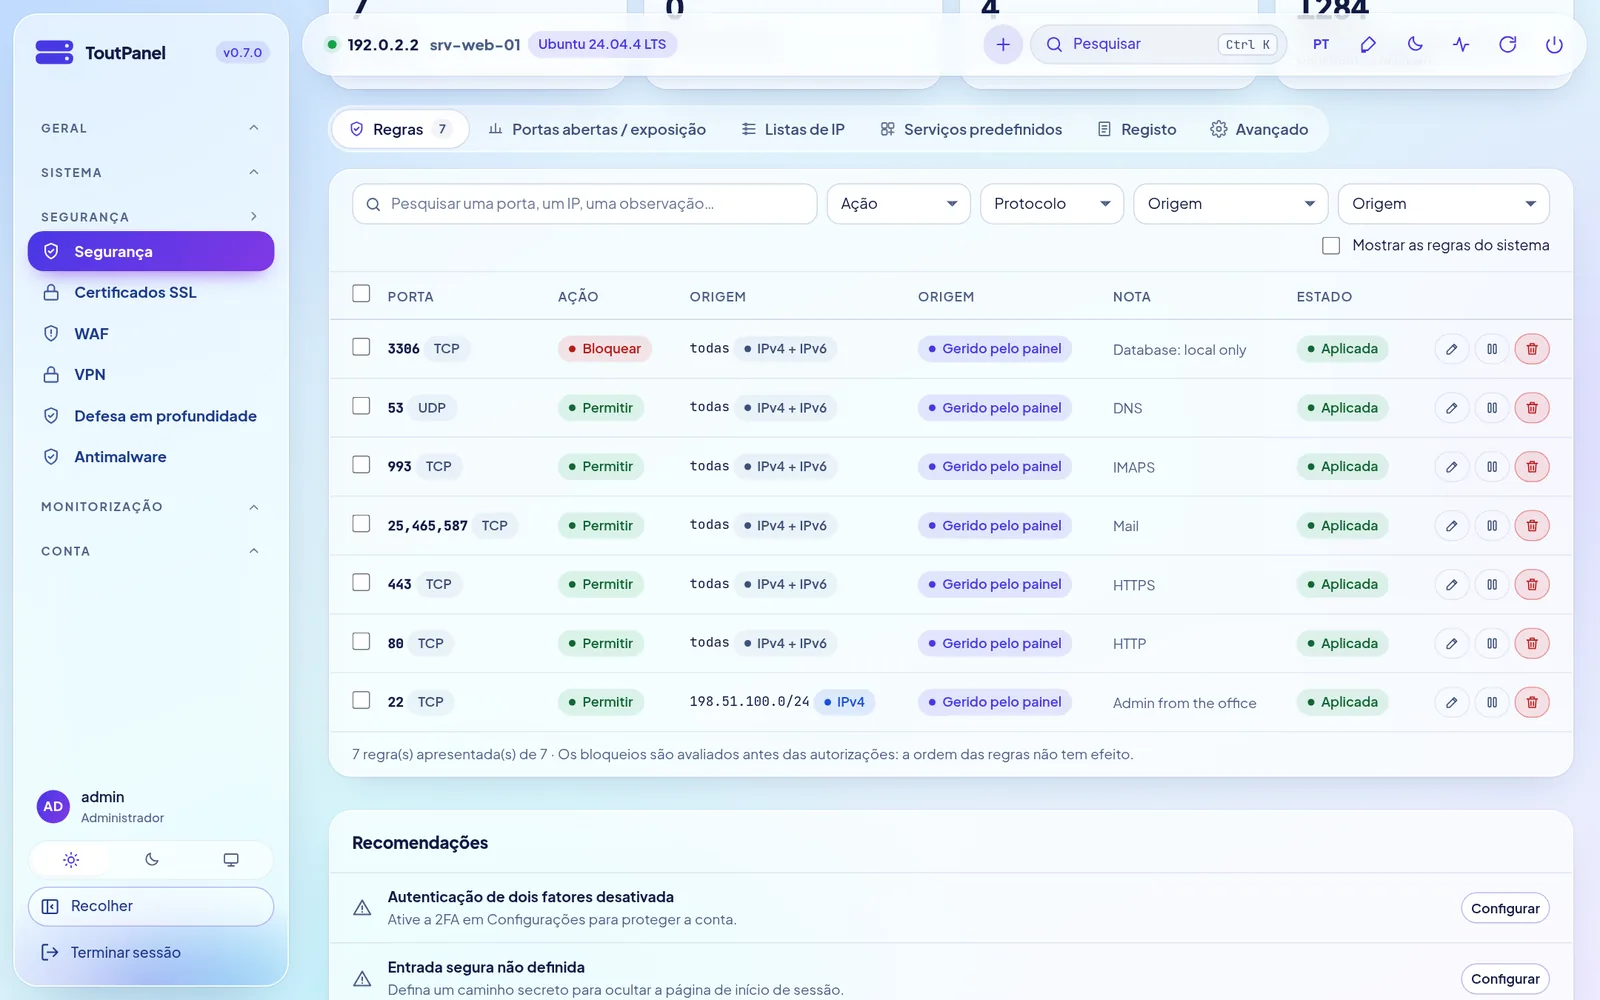 ToutPanel v0.7.0
GERAL
SISTEMA
SEGURANÇA
Segurança
Certificados SSL
WAF
VPN
Defesa em profundidade
Antimalware
MONITORIZAÇÃO
CONTA
AD admin
Administrador
Recolher
Terminar sessão
7 0 4 1284
192.0.2.2 srv-web-01 Ubuntu 24.04.4 LTS + Pesquisar Ctrl K PT
Regras 7 Portas abertas / exposição Listas de IP Serviços predefinidos Registo Avançado
Pesquisar uma porta, um IP, uma observação... Ação Protocolo Origem Origem
Mostrar as regras do sistema
PORTA AÇÃO ORIGEM ORIGEM NOTA ESTADO
3306 TCP Bloquear todas IPv4 + IPv6 Gerido pelo painel Database: local only Aplicada
53 UDP Permitir todas IPv4 + IPv6 Gerido pelo painel DNS Aplicada
993 TCP Permitir todas IPv4 + IPv6 Gerido pelo painel IMAPS Aplicada
25,465,587 TCP Permitir todas IPv4 + IPv6 Gerido pelo painel Mail Aplicada
443 TCP Permitir todas IPv4 + IPv6 Gerido pelo painel HTTPS Aplicada
80 TCP Permitir todas IPv4 + IPv6 Gerido pelo painel HTTP Aplicada
22 TCP Permitir 198.51.100.0/24 IPv4 Gerido pelo painel Admin from the office Aplicada
7 regra(s) apresentada(s) de 7 · Os bloqueios são avaliados antes das autorizações: a ordem das regras não tem efeito.
Recomendações
Autenticação de dois fatores desativada
Ative a 2FA em Configurações para proteger a conta.
Configurar
Entrada segura não definida
Defina um caminho secreto para ocultar a página de início de sessão.
Configurar